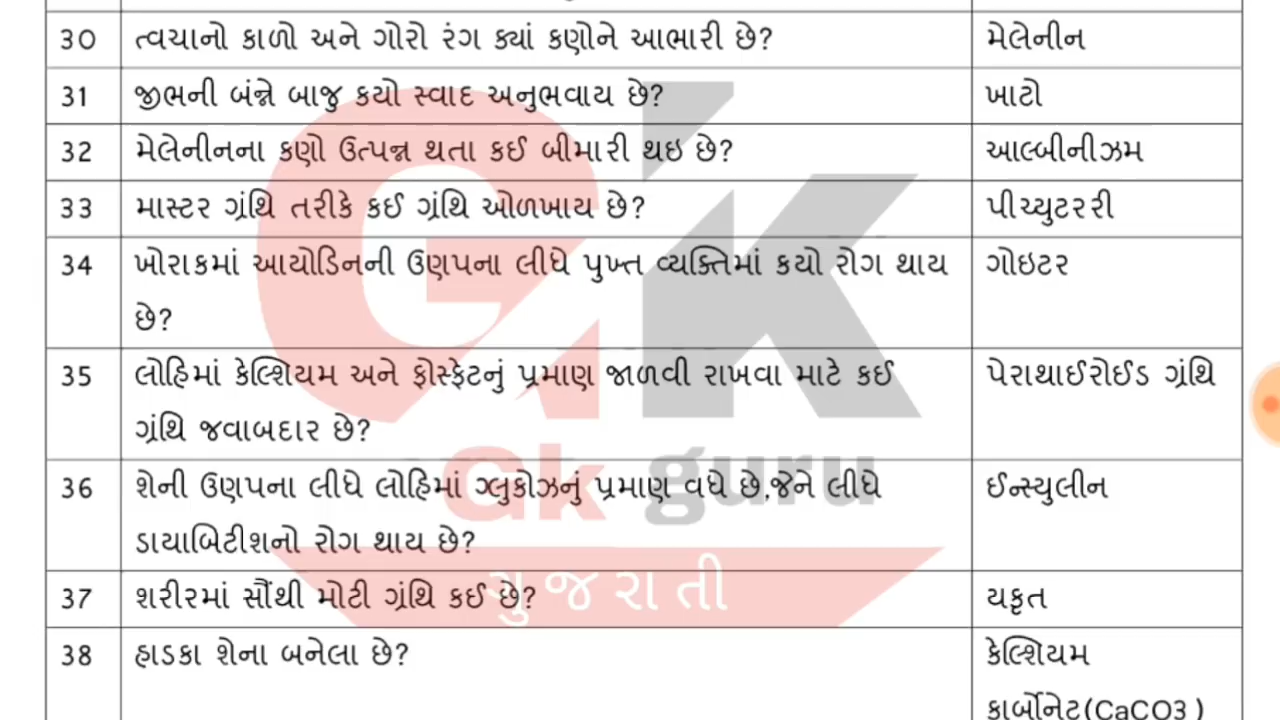 30 ત્વચાનો કાળો અને ગોરો રંગ ક્યાં કણોને આભારી છે? મેલેનીન
31 જીભની બંન્ને બાજુ કયો સ્વાદ અનુભવાય છે? ખાટો
32 મેલેનીનના કણો ઉત્પન્ન થતા કઈ બીમારી થઇ છે? આલ્બીનીઝમ
33 માસ્ટર ગ્રંથિ તરીકે કઈ ગ્રંથિ ઓળખાય છે? પીચ્યુટરરી
34 ખોરાકમાં આયોડિનની ઉણપના લીધે પુખ્ત વ્યક્તિમાં કયો રોગ થાય ગોઇટર
છે?
35 લોહિમાં કેલ્શિયમ અને ફોસ્ફેટનું પ્રમાણ જાળવી રાખવા માટે કઈ પેરાથાઈરોઈડ ગ્રંથિ
ગ્રંથિ જવાબદાર છે?
Gk guru
36 શેની ઉણપના લીધે લોહિમાં ગ્લુકોઝનું પ્રમાણ વધે છે,જેને લીધે ઈન્સ્યુલીન
ડાયાબિટીશનો રોગ થાય છે?
ગુજરાતી
37 શરીરમાં સૌંથી મોટી ગ્રંથિ કઈ છે? યકૃત
38 હાડકા શેના બનેલા છે? કેલ્શિયમ
કાર્બોનેટ(CaCO3)